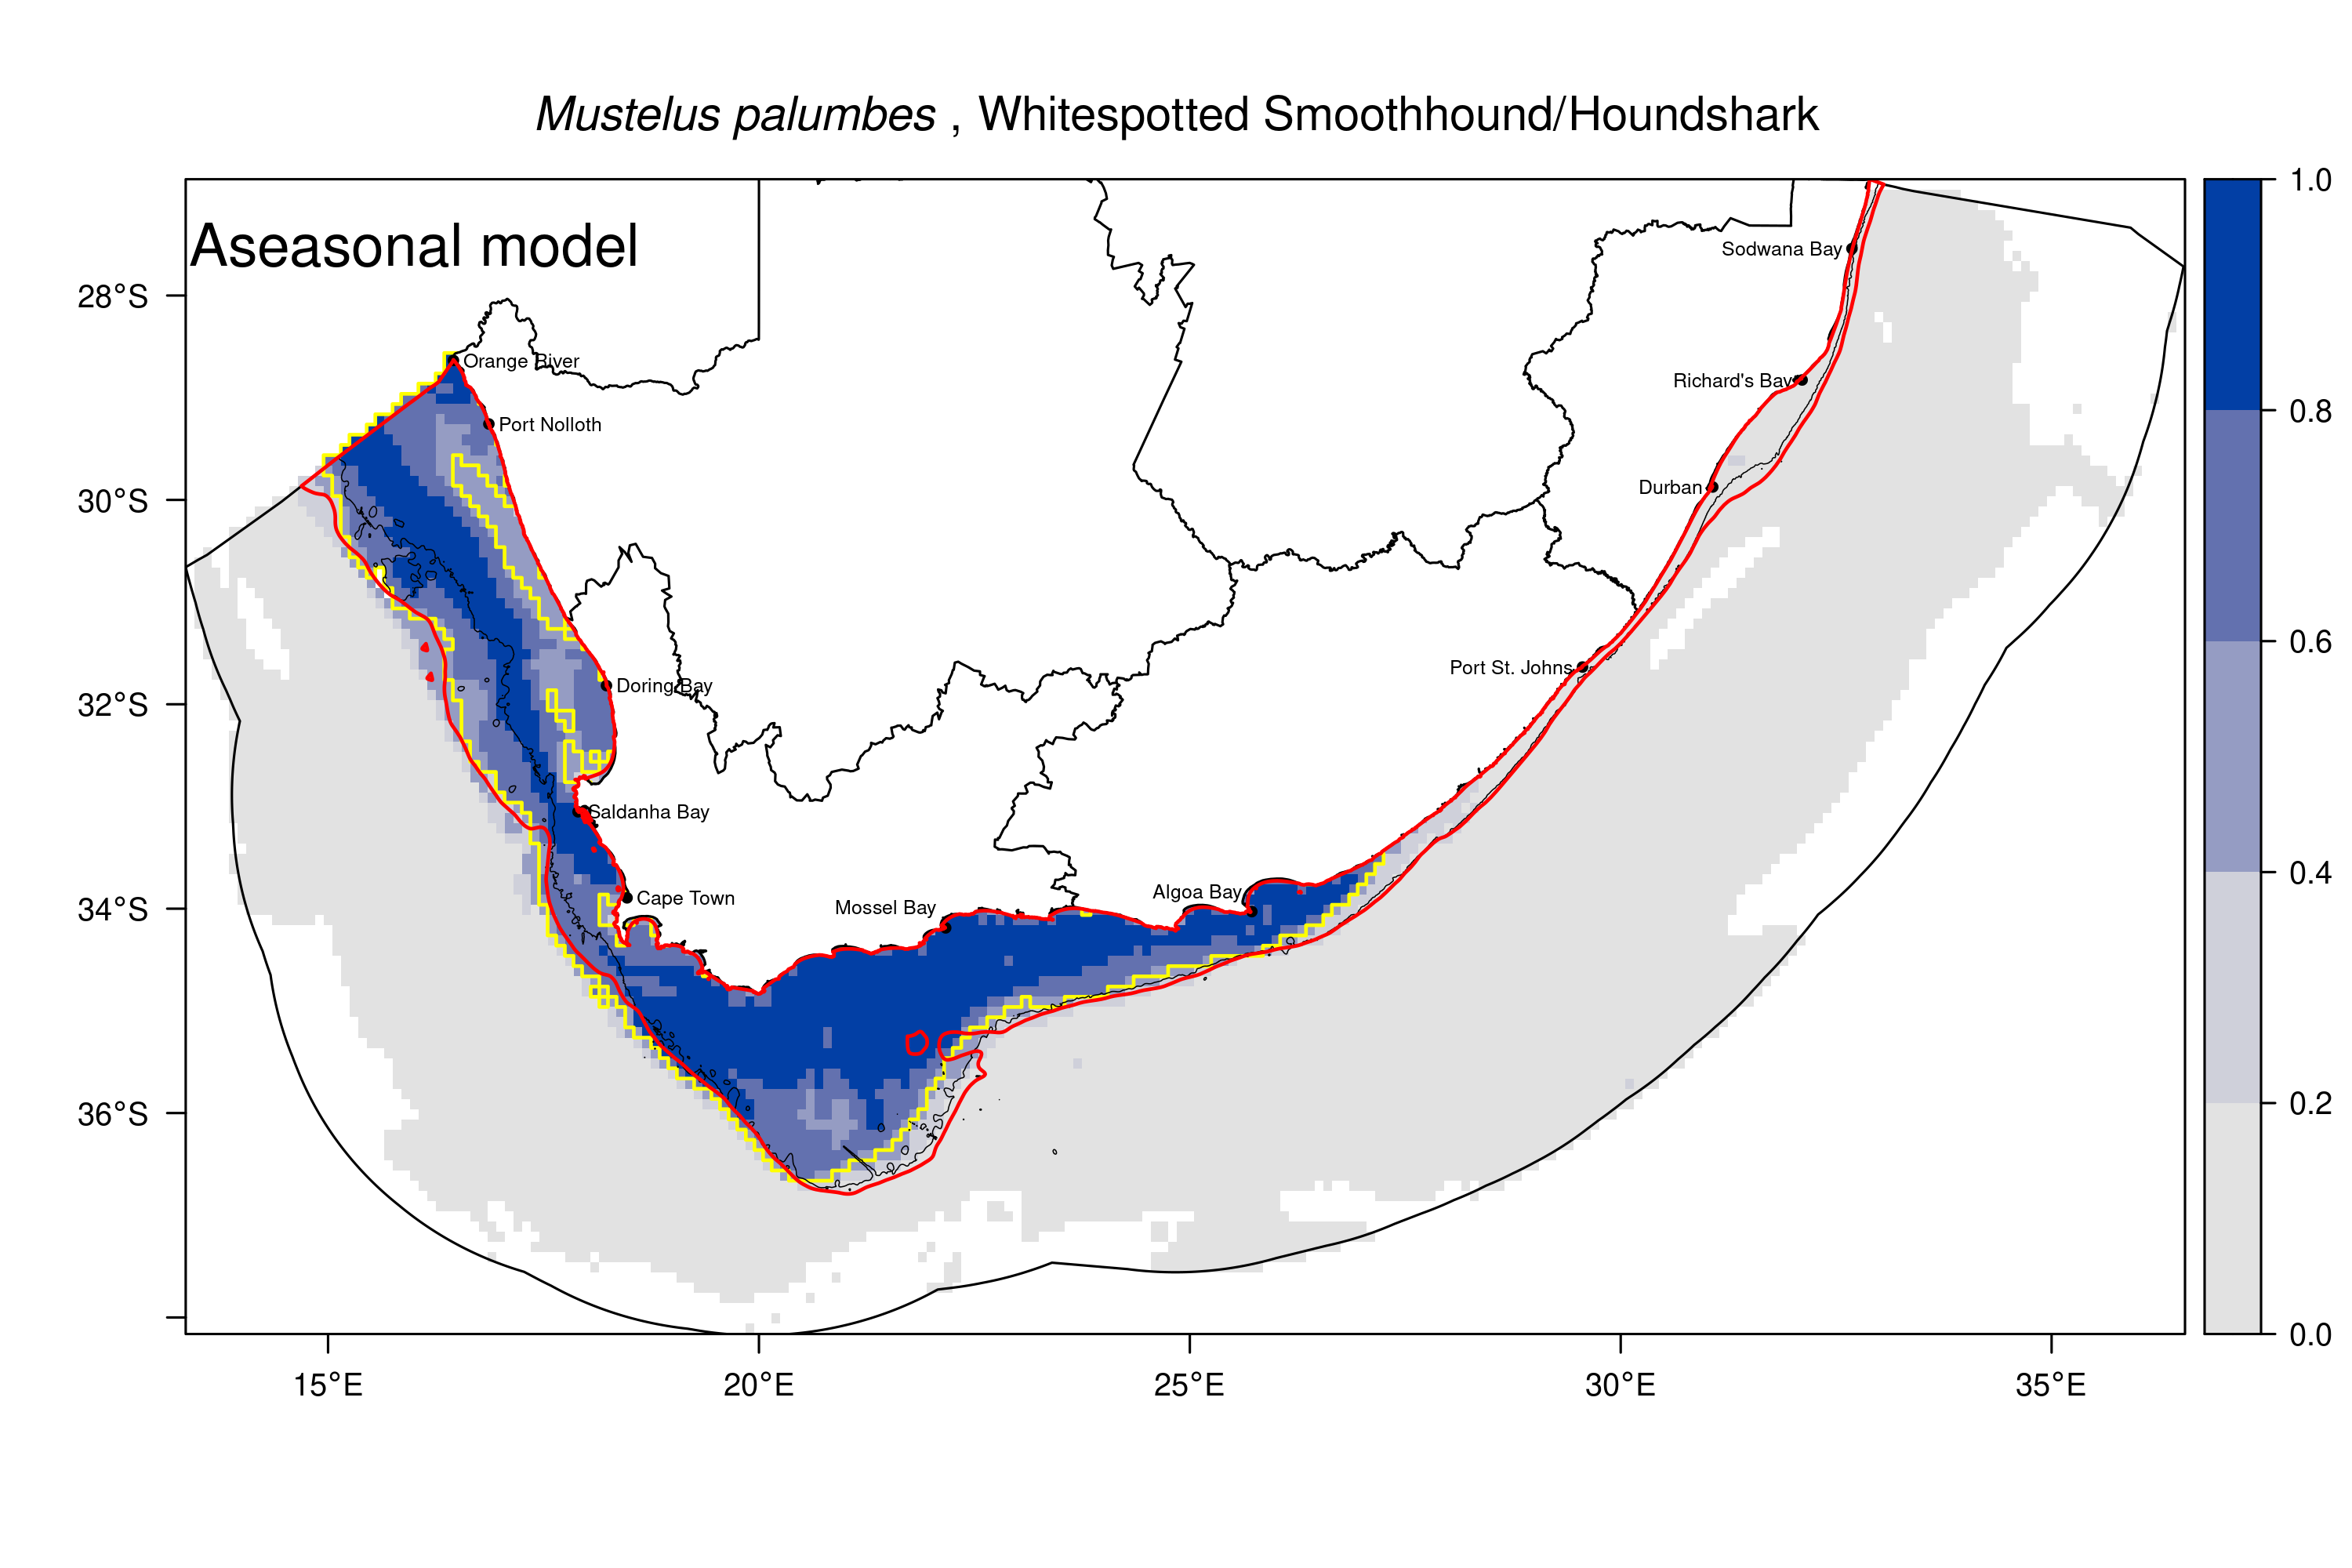 Mustelus palumbes , Whitespotted Smoothhound/Houndshark
Aseasonal model
28°S
30°S
32°S
34°S
36°S
15°E
20°E
25°E
30°E
35°E
1.0
0.8
0.6
0.4
0.2
0.0
Orange River
Port Nolloth
Doring Bay
Saldanha Bay
Cape Town
Mossel Bay
Algoa Bay
Port St. Johns
Durban
Richard's Bay
Sodwana Bay